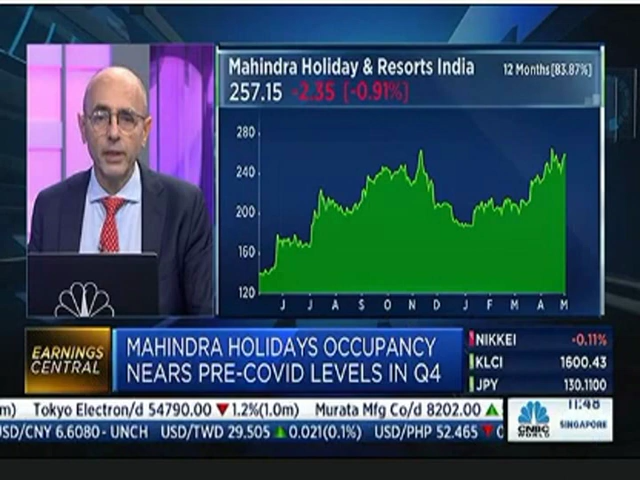 Mahindra Holiday & Resorts India 12 Months [83.87%]
257.15 -2.35 [-0.91%]
280
240
200
160
120
J J A S O N D J F M A M
EARNINGS
CENTRAL
MAHINDRA HOLIDAYS OCCUPANCY
NEARS PRE-COVID LEVELS IN Q4
NIKKEI -0.11%
KLCI 1600.43
JPY 130.1100
m) Tokyo Electron/d 54790.00 ▼ 1.2%(1.0m) Murata Mfg Co/d 8202.00 ▲
USD/CNY 6.6080 - UNCH USD/TWD 29.505 ▲ 0.021(0.1%) USD/PHP 52.465 ▼
CNBC
WORLD
11:48
SINGAPORE